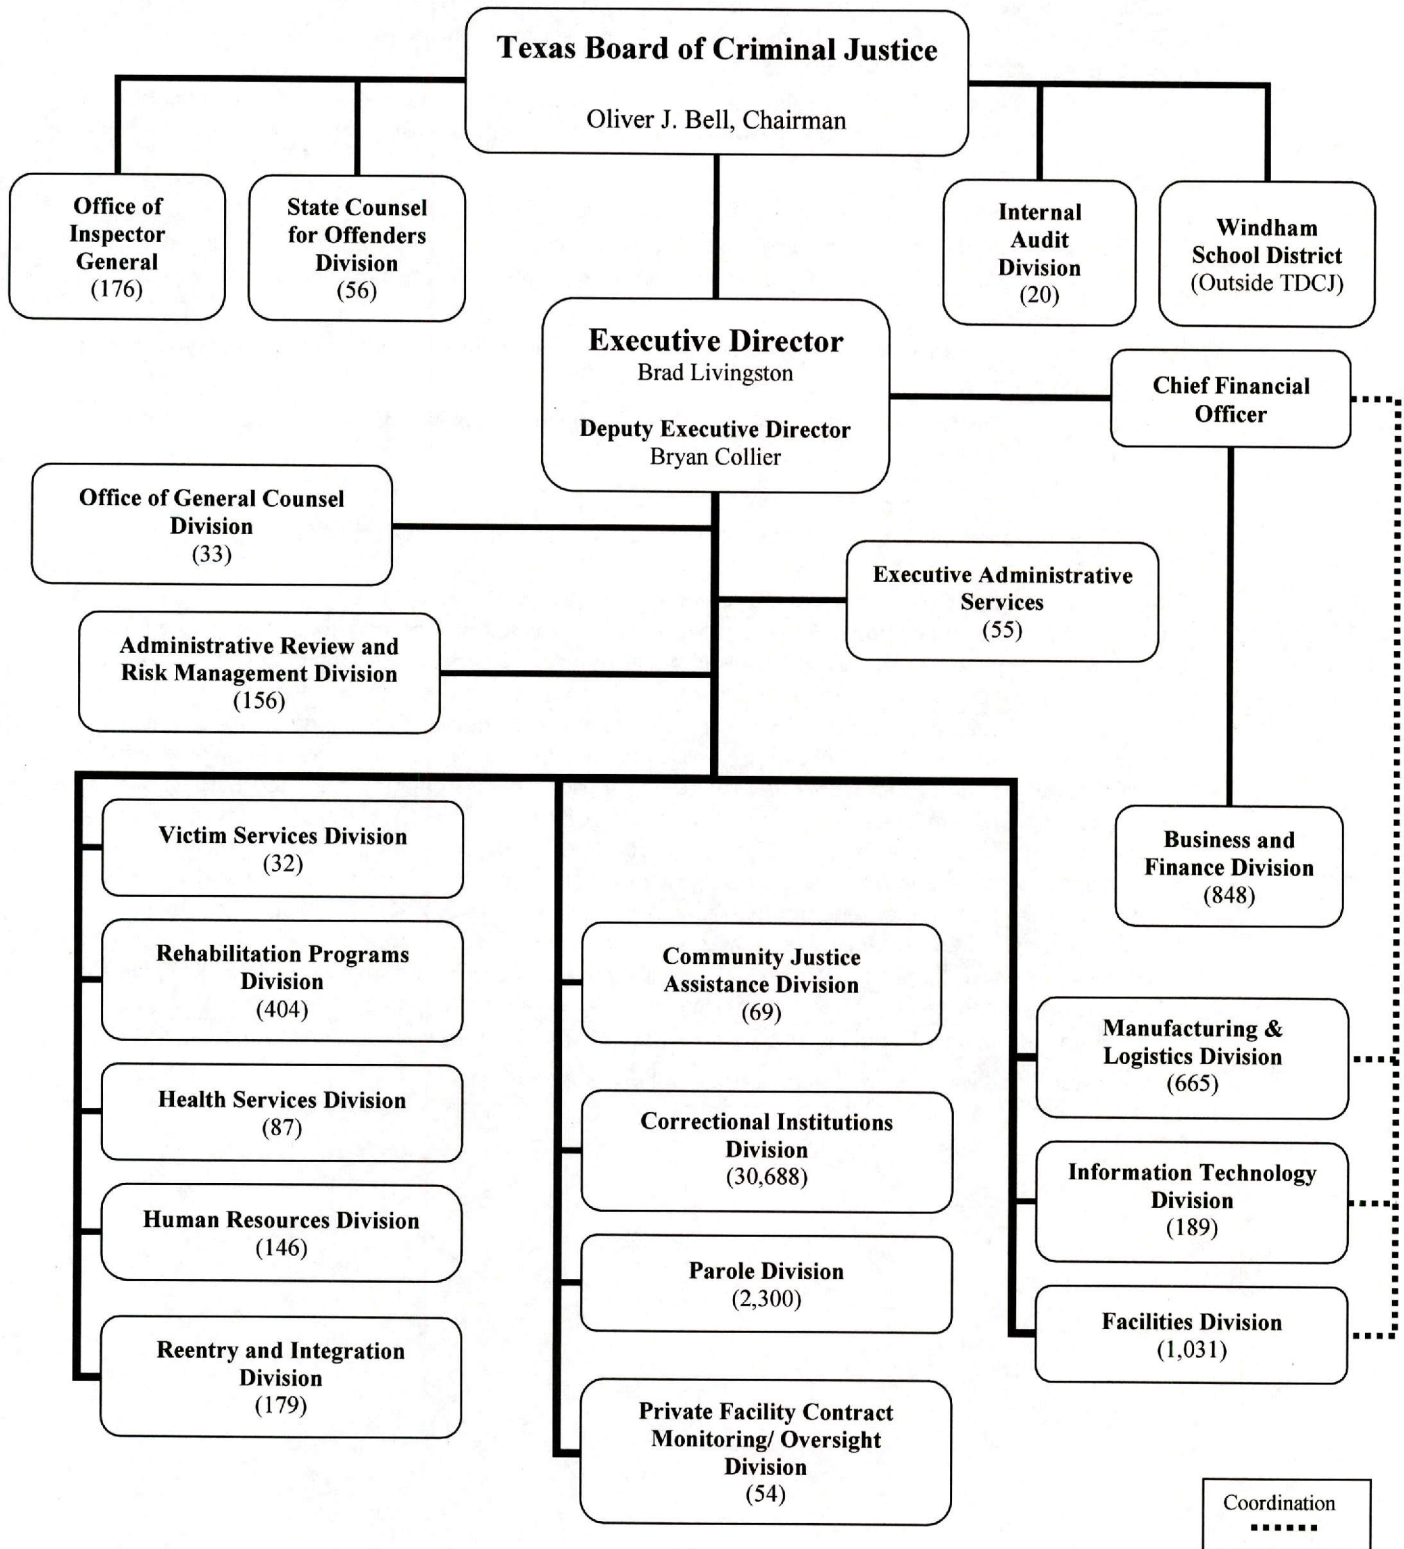 Texas Board of Criminal Justice
Oliver J. Bell, Chairman
Office of
Inspector
General
(176)
State Counsel
for Offenders
Division
(56)
Internal
Audit
Division
(20)
Windham
School District
(Outside TDCJ)
Executive Director
Brad Livingston
Deputy Executive Director
Bryan Collier
Chief Financial
Officer
Office of General Counsel
Division
(33)
Executive Administrative
Services
(55)
Administrative Review and
Risk Management Division
(156)
Victim Services Division
(32)
Rehabilitation Programs
Division
(404)
Health Services Division
(87)
Human Resources Division
(146)
Reentry and Integration
Division
(179)
Community Justice
Assistance Division
(69)
Correctional Institutions
Division
(30,688)
Parole Division
(2,300)
Private Facility Contract
Monitoring/ Oversight
Division
(54)
Business and
Finance Division
(848)
Manufacturing &
Logistics Division
(665)
Information Technology
Division
(189)
Facilities Division
(1,031)
Coordination